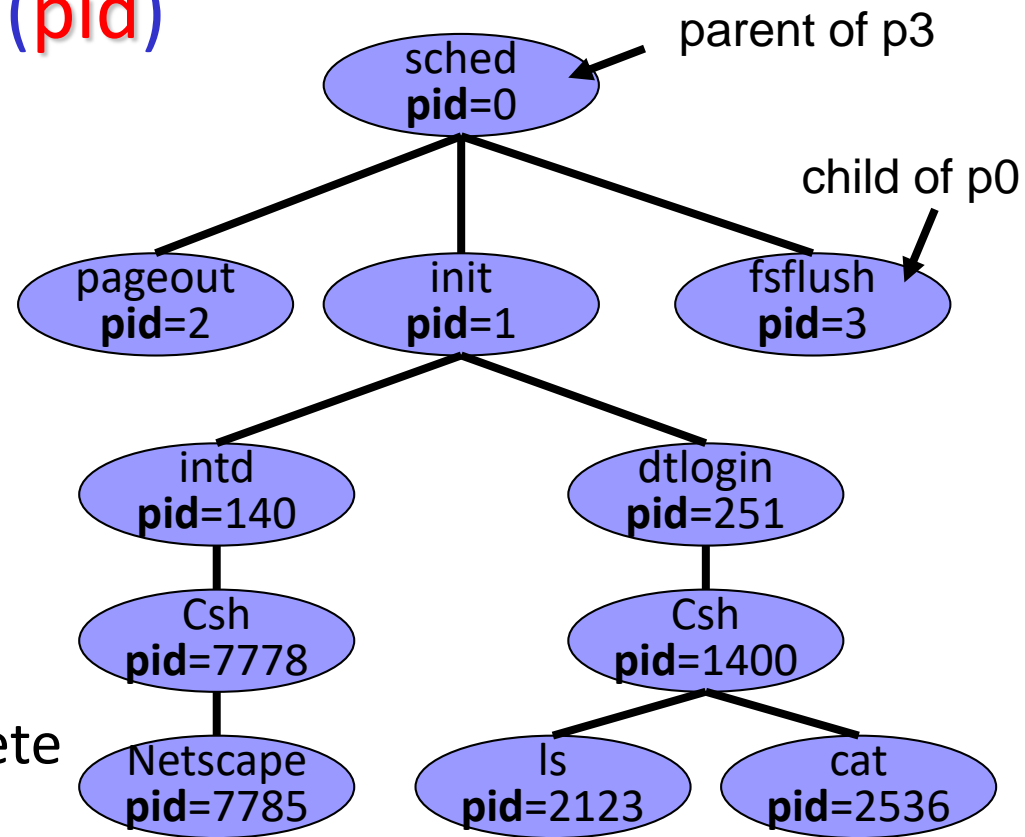 (pid)
parent of p3
sched
pid=0
child of p0
pageout
pid=2
init
pid=1
fsflush
pid=3
intd
pid=140
dtlogin
pid=251
Csh
pid=7778
Csh
pid=1400
ete
Netscape
pid=7785
ls
pid=2123
cat
pid=2536